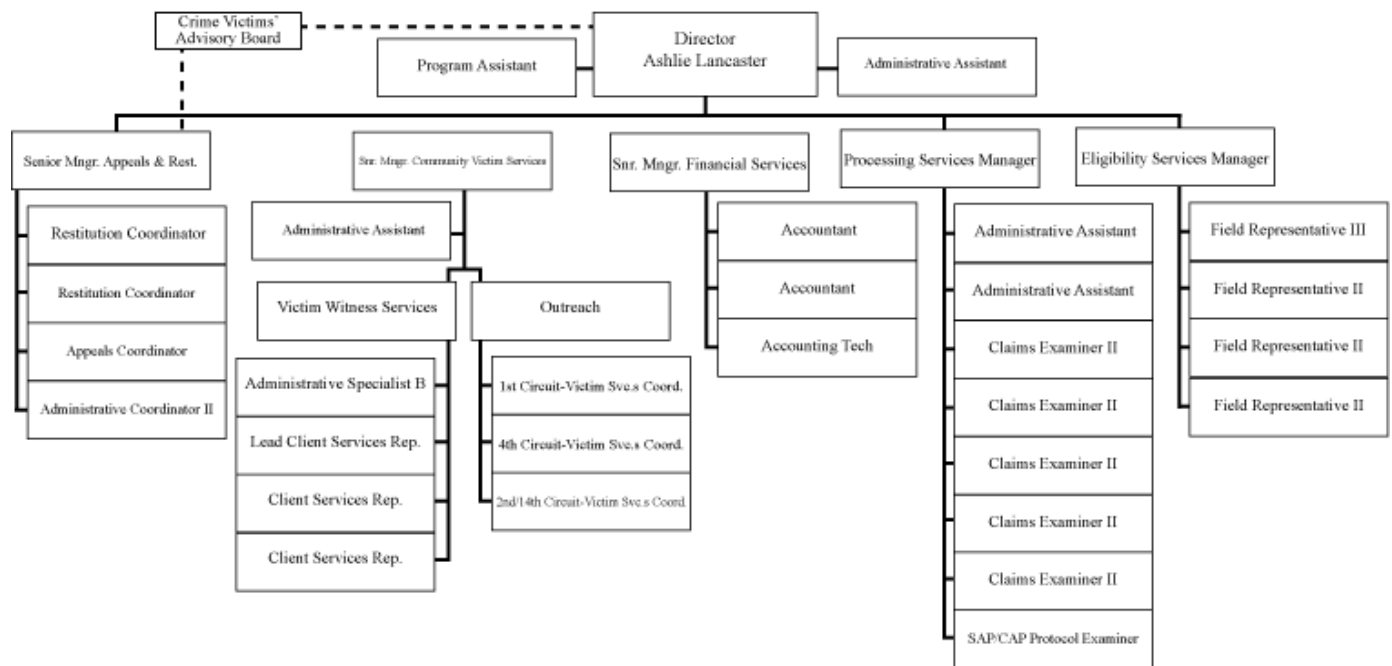 Crime Victims'
Advisory Board
Director
Ashlie Lancaster
Program Assistant
Administrative Assistant
Senior Mngr. Appeals & Rest.
Snr. Mngr. Community Victim Services
Snr. Mngr. Financial Services
Processing Services Manager
Eligibility Services Manager
Restitution Coordinator
Restitution Coordinator
Appeals Coordinator
Administrative Coordinator II
Administrative Assistant
Victim Witness Services
Outreach
Administrative Specialist B
Lead Client Services Rep.
Client Services Rep.
Client Services Rep.
1st Circuit-Victim Svc.s Coord.
4th Circuit-Victim Svc.s Coord.
2nd/14th Circuit-Victim Svc.s Coord.
Accountant
Accountant
Accounting Tech
Administrative Assistant
Administrative Assistant
Claims Examiner II
Claims Examiner II
Claims Examiner II
Claims Examiner II
Claims Examiner II
SAP/CAP Protocol Examiner
Field Representative III
Field Representative II
Field Representative II
Field Representative II